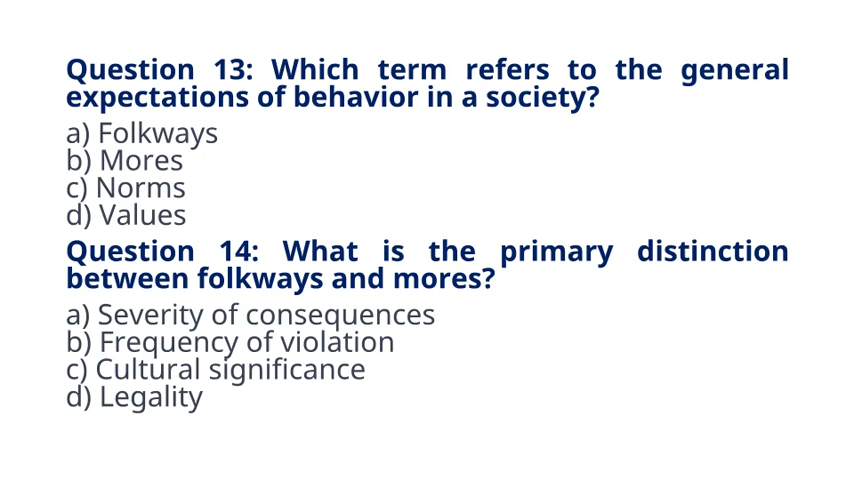 Question 13: Which term refers to the general
expectations of behavior in a society?
a) Folkways
b) Mores
c) Norms
d) Values
Question 14: What is the primary distinction
between folkways and mores?
a) Severity of consequences
b) Frequency of violation
c) Cultural significance
d) Legality